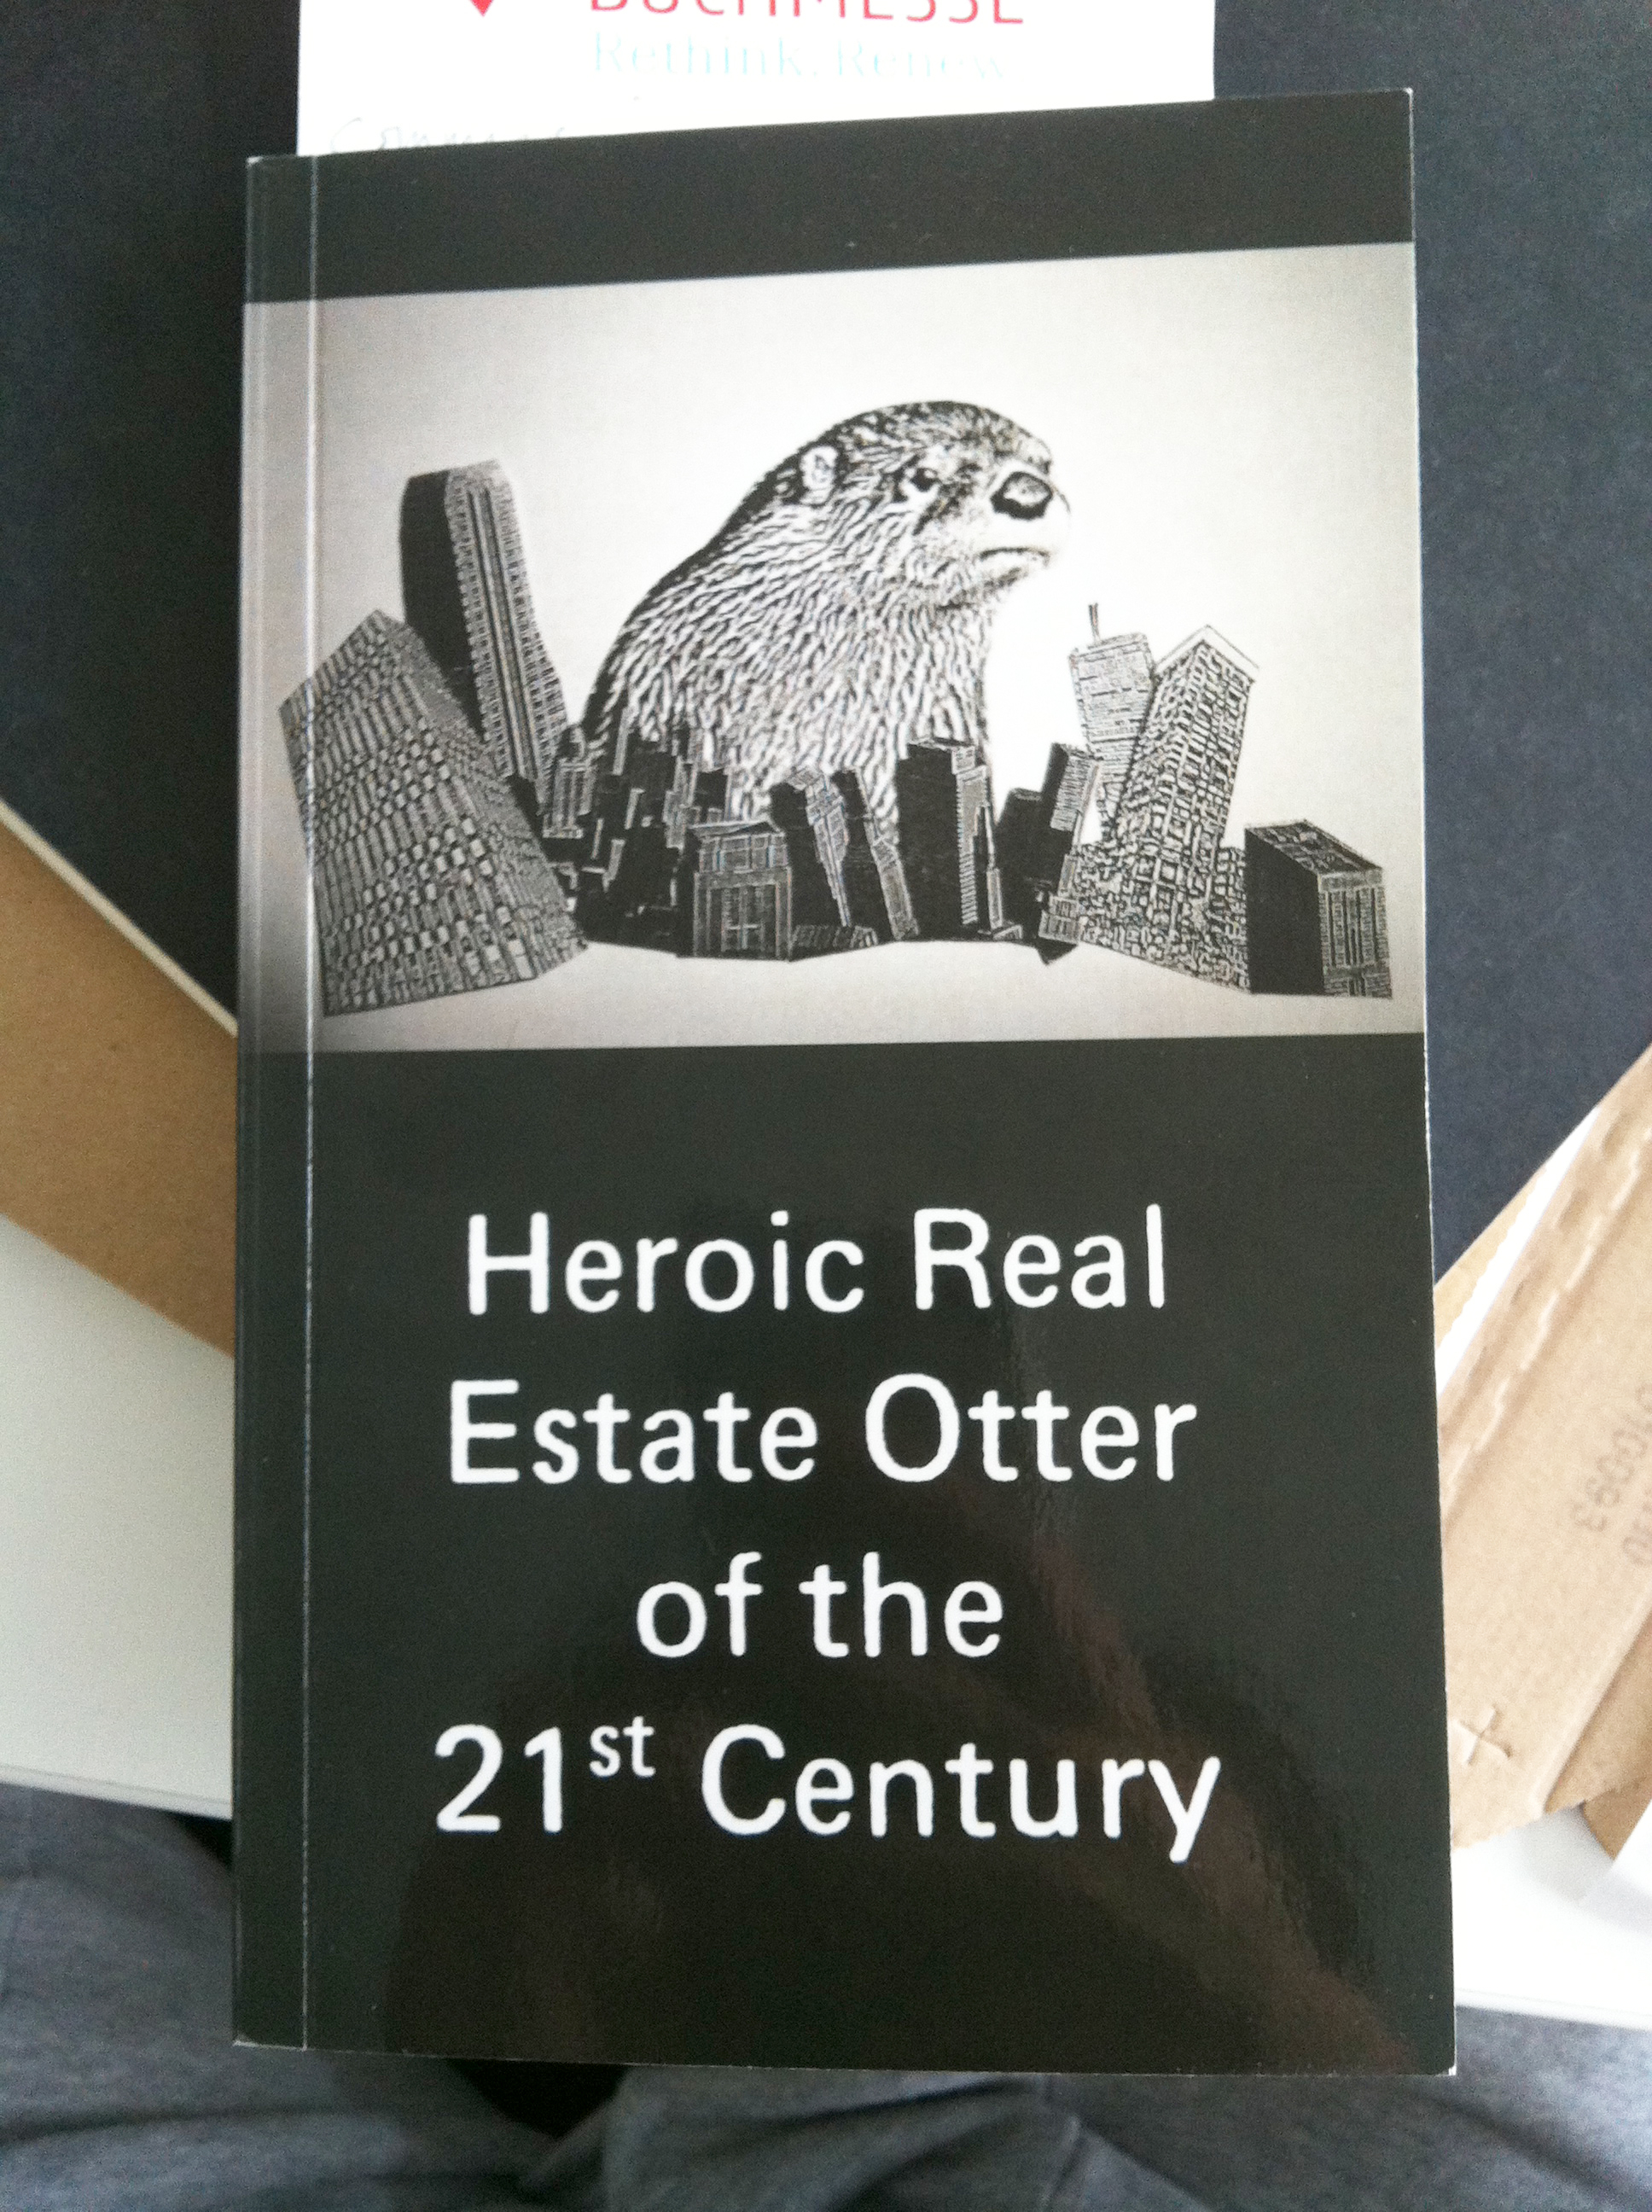 BUCHMESSE
Rethink. Renew
Heroic Real
Estate Otter
of the
21st Century